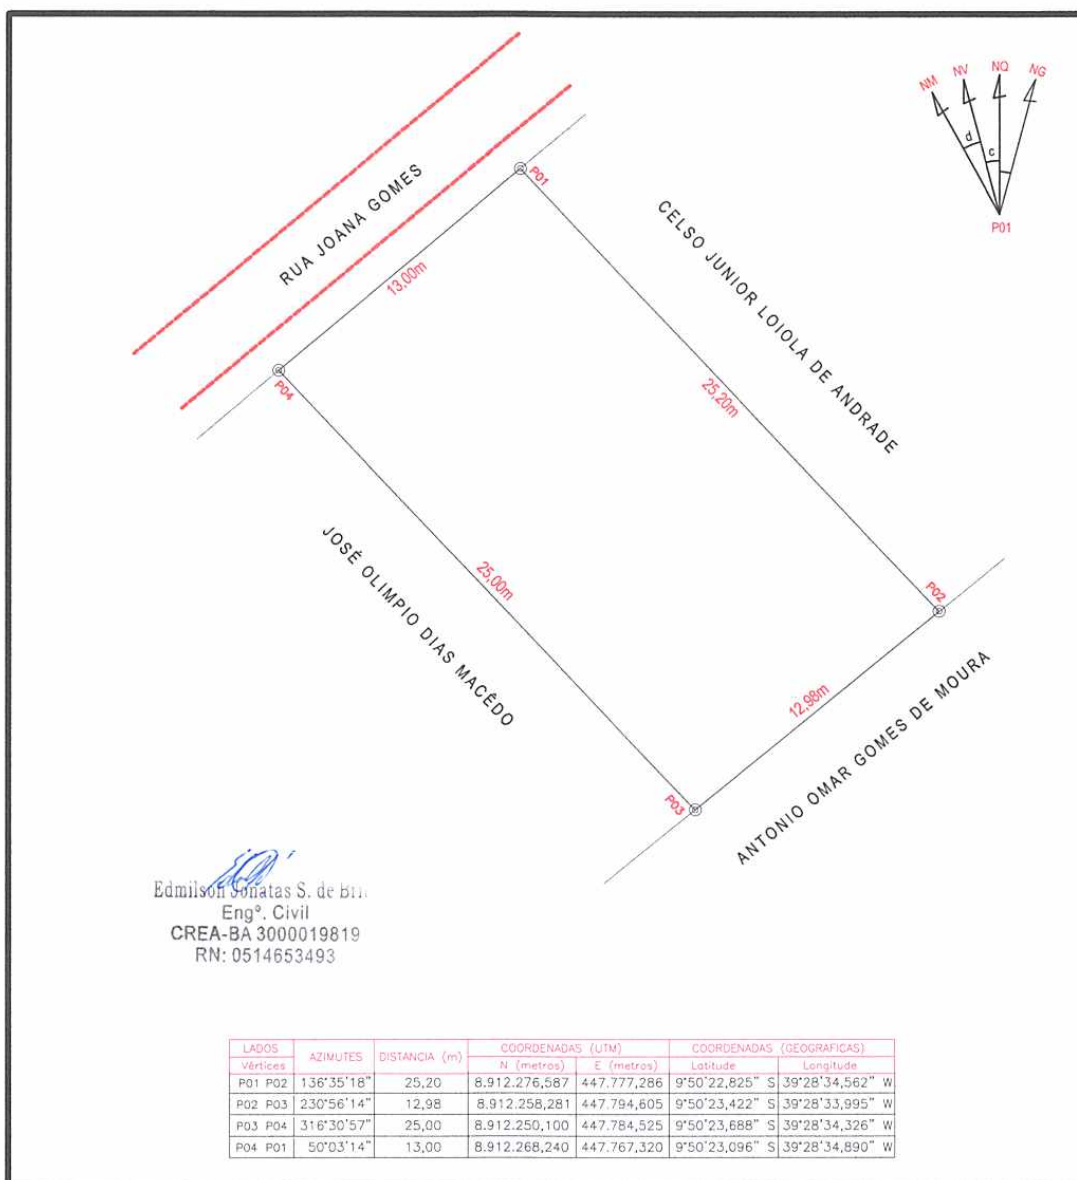 NM NV NQ NG
d
c
P01
P01
RUA JOANA GOMES
13,00m
CELSO JUNIOR LOIOLA DE ANDRADE
P04
25,20m
JOSÉ OLIMPIO DIAS MACÊDO
25,00m
P02
12,98m
P03
ANTONIO OMAR GOMES DE MOURA
Edmilson Jonatas S. de
Engº. Civil
CREA-BA 3000019819
RN: 0514653493
LADOS AZIMUTES DISTANCIA (m) COORDENADAS (UTM) COORDENADAS (GEOGRAFICAS)
Vértices N (metros) E (metros) Latitude Longitude
P01 P02 136°35'18" 25,20 8.912.276,587 447.777,286 9°50'22,825" S 39°28'34,562" W
P02 P03 230°56'14" 12,98 8.912.258,281 447.794,605 9°50'23,422" S 39°28'33,995" W
P03 P04 316°30'57" 25,00 8.912.250,100 447.784,525 9°50'23,688" S 39°28'34,326" W
P04 P01 50°03'14" 13,00 8.912.268,240 447.767,320 9°50'23,096" S 39°28'34,890" W